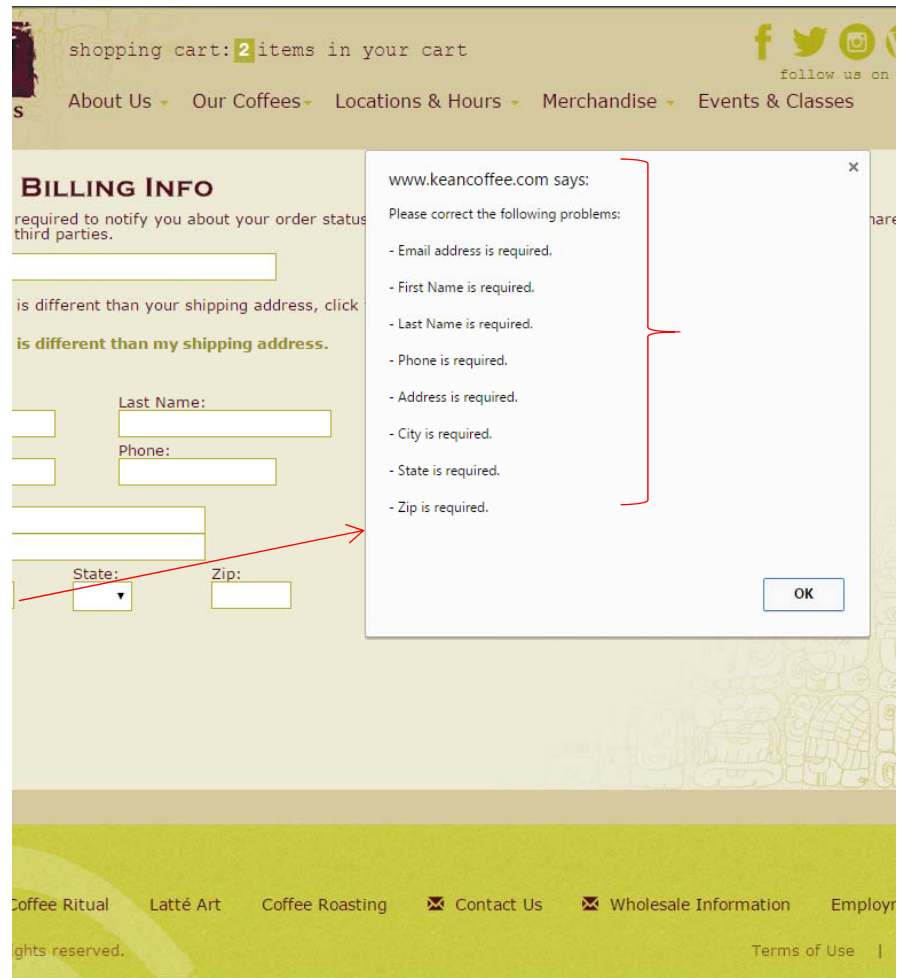 shopping cart: 2 items in your cart
follow us on
S
About Us Our Coffees Locations & Hours Merchandise Events & Classes
BILLING INFO
required to notify you about your order status
third parties.
is different than your shipping address, click
is different than my shipping address.
Last Name:
Phone:
State: Zip:
www.keancoffee.com says:
×
Please correct the following problems:
- Email address is required.
- First Name is required.
- Last Name is required.
- Phone is required.
- Address is required.
- City is required.
- State is required.
- Zip is required.
OK
Coffee Ritual Latté Art Coffee Roasting Contact Us Wholesale Information
ghts reserved. Terms of Use |